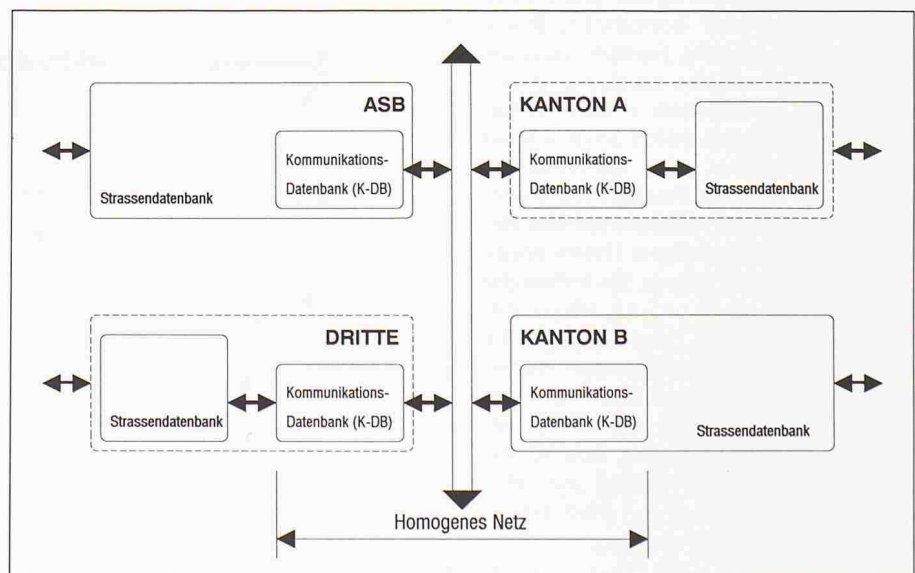 ASB
Kommunikations-
Datenbank (K-DB)
Strassendatenbank
KANTON A
Kommunikations-
Datenbank (K-DB)
Strassendatenbank
DRITTE
Kommunikations-
Datenbank (K-DB)
Strassendatenbank
KANTON B
Kommunikations-
Datenbank (K-DB)
Strassendatenbank
Homogenes Netz